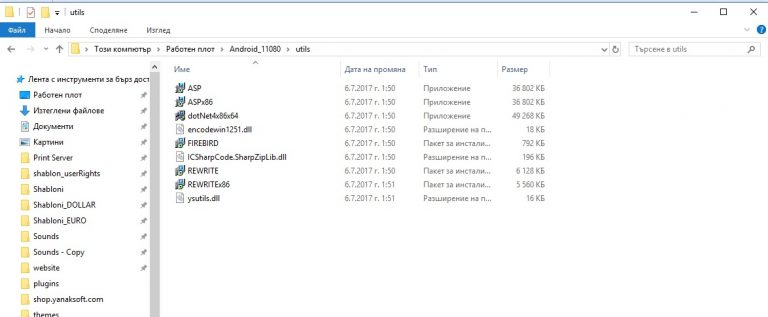 utils
Файл Начало Споделяне Изглед
Този компютър › Работен плот › Android_11080 › utils
Търсене в utils
Лента с инструменти за бърз дост
Работен плот
Изтеглени файлове
Документи
Картини
Print Server
shablon_userRights
Shabloni
Shabloni_DOLLAR
Shabloni_EURO
Sounds
Sounds - Copy
website
plugins
shop.yanaksoft.com
themes
Име Дата на промяна Тип Размер
ASP 6.7.2017 г. 1:50 Приложение 36 802 КБ
ASPx86 6.7.2017 г. 1:50 Приложение 36 802 КБ
dotNet4x86x64 6.7.2017 г. 1:50 Приложение 49 268 КБ
encodewin1251.dll 6.7.2017 г. 1:50 Разширение на п... 18 КБ
FIREBIRD 6.7.2017 г. 1:50 Пакет за инстали... 792 КБ
ICSharpCode.SharpZipLib.dll 6.7.2017 г. 1:50 Разширение на п... 196 КБ
REWRITE 6.7.2017 г. 1:50 Пакет за инстали... 6 128 КБ
REWRITEx86 6.7.2017 г. 1:51 Пакет за инстали... 5 560 КБ
ysutils.dll 6.7.2017 г. 1:51 Разширение на п... 16 КБ